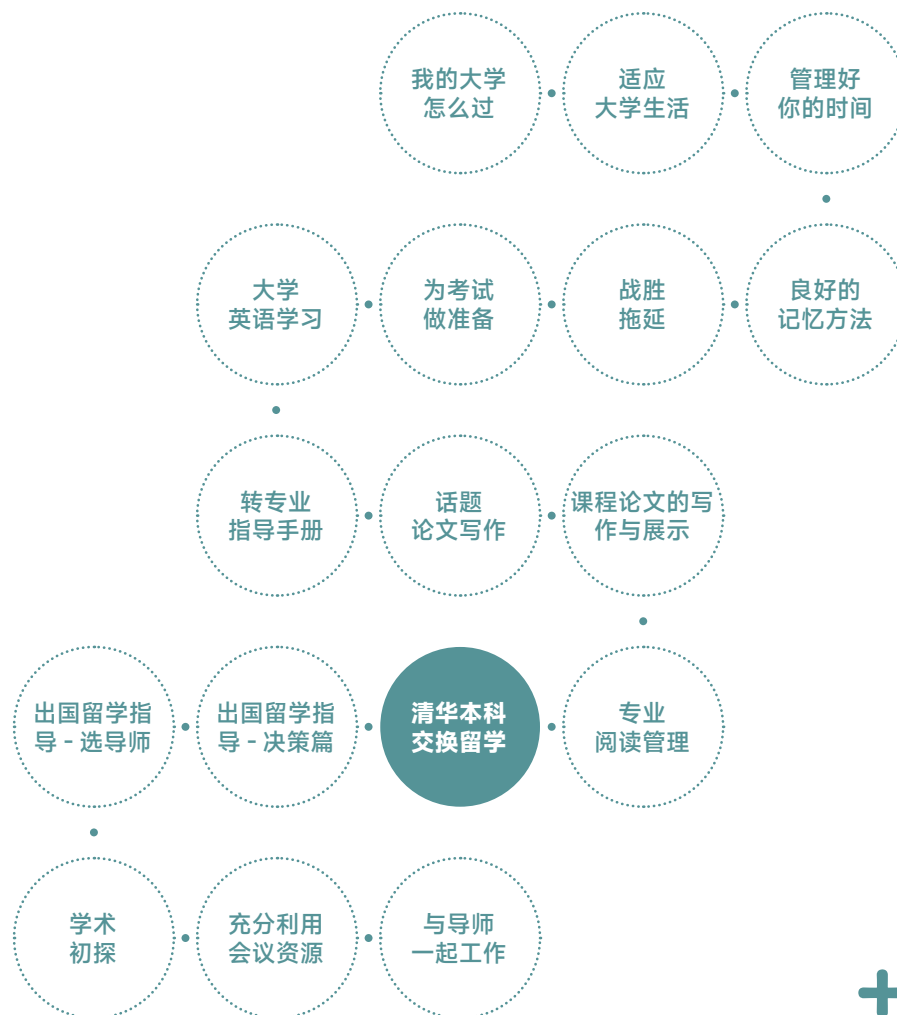 我的大学
怎么过
适应
大学生活
管理好
你的时间
大学
英语学习
为考试
做准备
战胜
拖延
良好的
记忆方法
转专业
指导手册
话题
论文写作
课程论文的写
作与展示
出国留学指
导 - 选导师
出国留学指
导 - 决策篇
清华本科
交换留学
专业
阅读管理
学术
初探
充分利用
会议资源
与导师
一起工作